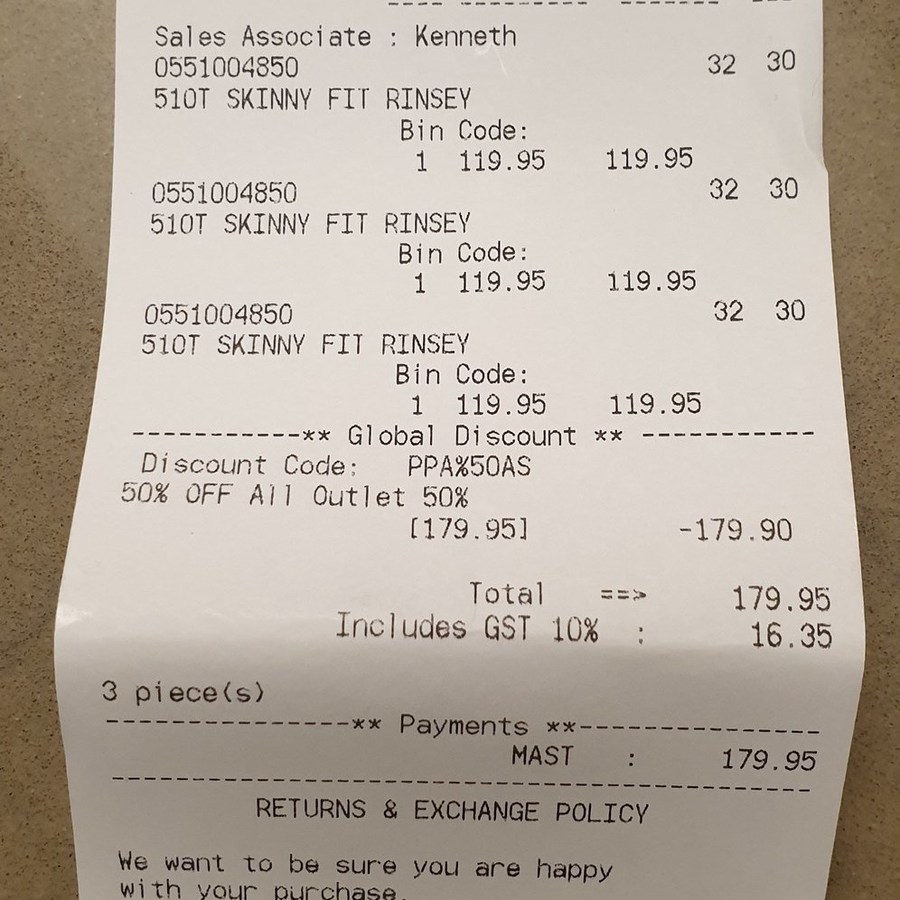 Sales Associate : Kenneth
0551004850 32 30
510T SKINNY FIT RINSEY
Bin Code:
1 119.95 119.95
0551004850 32 30
510T SKINNY FIT RINSEY
Bin Code:
1 119.95 119.95
0551004850 32 30
510T SKINNY FIT RINSEY
Bin Code:
1 119.95 119.95
-----------** Global Discount ** -----------
Discount Code: PPA%50AS
50% OFF All Outlet 50%
[179.95] -179.90
Total ==> 179.95
Includes GST 10% : 16.35
3 piece(s)
----------------** Payments **----------------
MAST : 179.95
----------------------------------------------
RETURNS & EXCHANGE POLICY
We want to be sure you are happy
with your purchase.